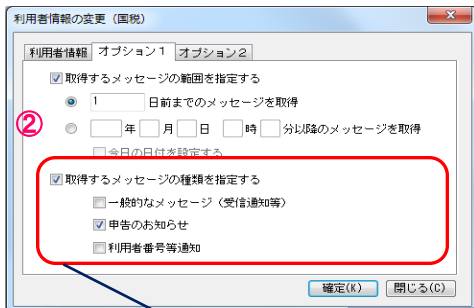 利用者情報の変更（国税）
利用者情報 オプション１ オプション２
取得するメッセージの範囲を指定する
1 日前までのメッセージを取得
②
年 月 日 時 分以降のメッセージを取得
今日の日付を設定する
取得するメッセージの種類を指定する
一般的なメッセージ（受信通知等）
申告のお知らせ
利用者番号等通知
確定(K) 閉じる(C)